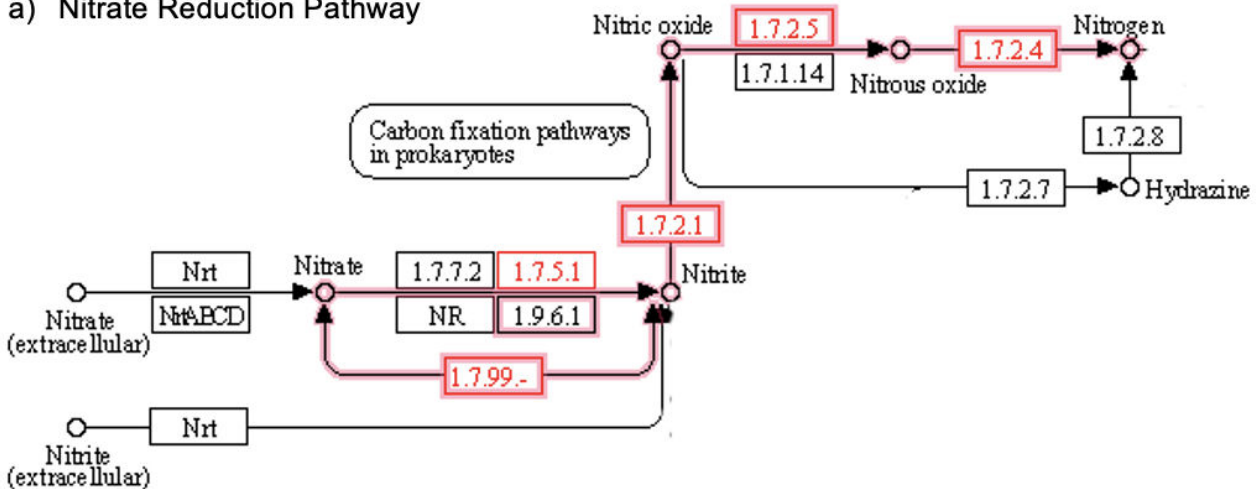 a) Nitrate Reduction Pathway
Nitric oxide
1.7.2.5
1.7.1.14
Nitrous oxide
1.7.2.4
Nitrogen
1.7.2.8
Carbon fixation pathways
in prokaryotes
1.7.2.7
Hydrazine
1.7.2.1
Nrt
NrtABCD
Nitrate
1.7.7.2
1.7.5.1
NR
1.9.6.1
Nitrite
Nitrate
(extracellular)
1.7.99.-
Nrt
Nitrite
(extracellular)